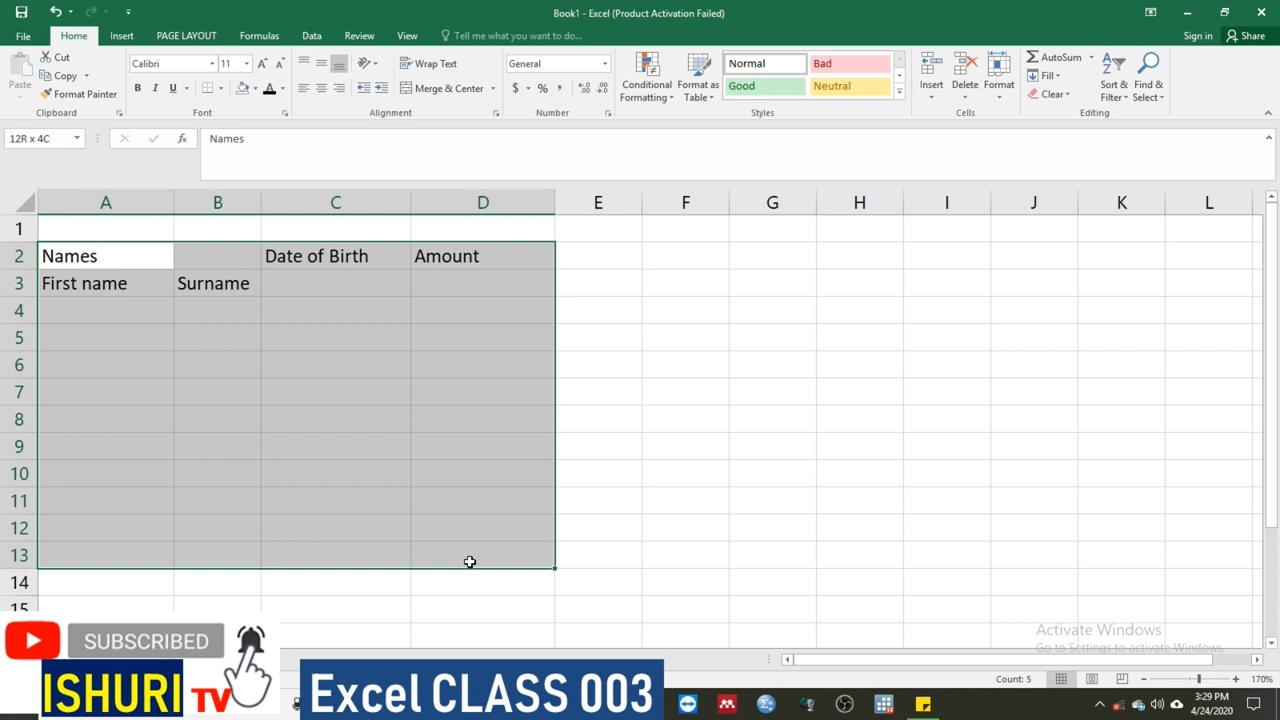 Book1 - Excel (Product Activation Failed)
File Home Insert PAGE LAYOUT Formulas Data Review View Tell me what you want to do... Sign in Share
Paste
Cut
Copy
Format Painter
Clipboard
Calibri 11
B I U A
Font
Wrap Text
Merge & Center
Alignment
General
$ % ,
Number
Conditional Formatting
Format as Table
Normal Bad
Good Neutral
Styles
Insert Delete Format
Cells
AutoSum
Fill
Clear
Sort & Filter
Find & Select
Editing
12R x 4C fx Names
A B C D E F G H I J K L
1
2 Names Date of Birth Amount
3 First name Surname
4
5
6
7
8
9
10
11
12
13
14
15
Activate Windows
Go to Settings to activate Windows.
SUBSCRIBED
ISHURI TV
Excel CLASS 003
Count: 5 170%
3:29 PM
4/24/2020